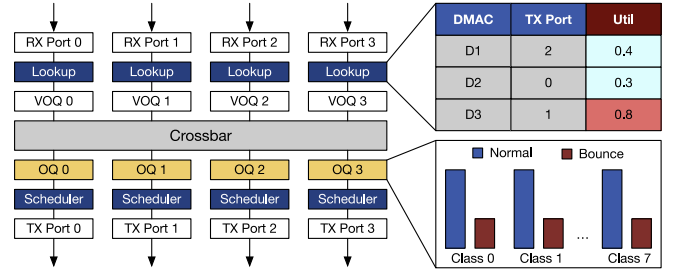 RX Port 0 RX Port 1 RX Port 2 RX Port 3
Lookup Lookup Lookup Lookup
VOQ 0 VOQ 1 VOQ 2 VOQ 3
Crossbar
OQ 0 OQ 1 OQ 2 OQ 3
Scheduler Scheduler Scheduler Scheduler
TX Port 0 TX Port 1 TX Port 2 TX Port 3
DMAC TX Port Util
D1 2 0.4
D2 0 0.3
D3 1 0.8
Normal Bounce
...
Class 0 Class 1 Class 7